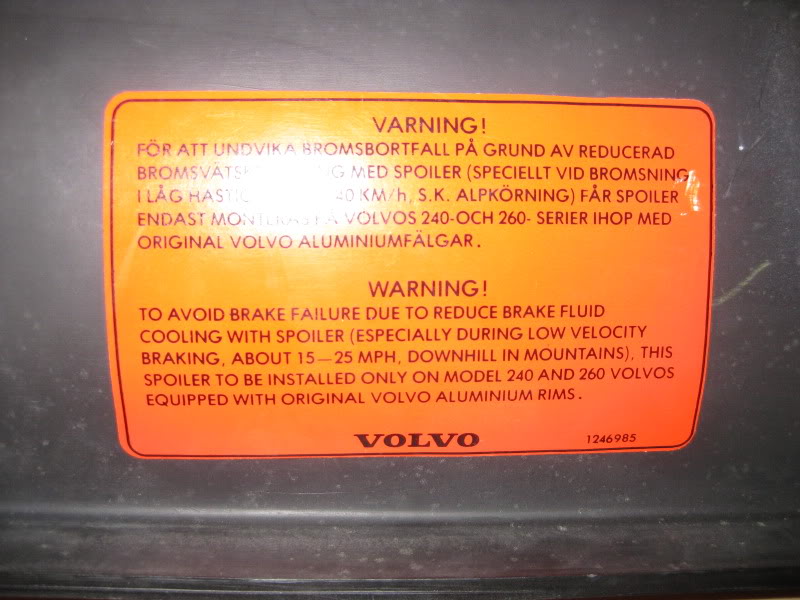 VARNING!
FÖR ATT UNDVIKA BROMSBORTFALL PÅ GRUND AV REDUCERAD
MED SPOILER (SPECIELLT VID BROMSNING
I LÅG 40 KM/h, S.K. ALPKÖRNING) FÅR SPOILER
ENDAST MONTERAS PÅ VOLVOS 240-OCH 260- SERIER IHOP MED
ORIGINAL VOLVO ALUMINIUMFÄLGAR.
WARNING!
TO AVOID BRAKE FAILURE DUE TO REDUCE BRAKE FLUID
COOLING WITH SPOILER (ESPECIALLY DURING LOW VELOCITY
BRAKING, ABOUT 15—25 MPH, DOWNHILL IN MOUNTAINS), THIS
SPOILER TO BE INSTALLED ONLY ON MODEL 240 AND 260 VOLVOS
EQUIPPED WITH ORIGINAL VOLVO ALUMINIUM RIMS.
VOLVO 1246985